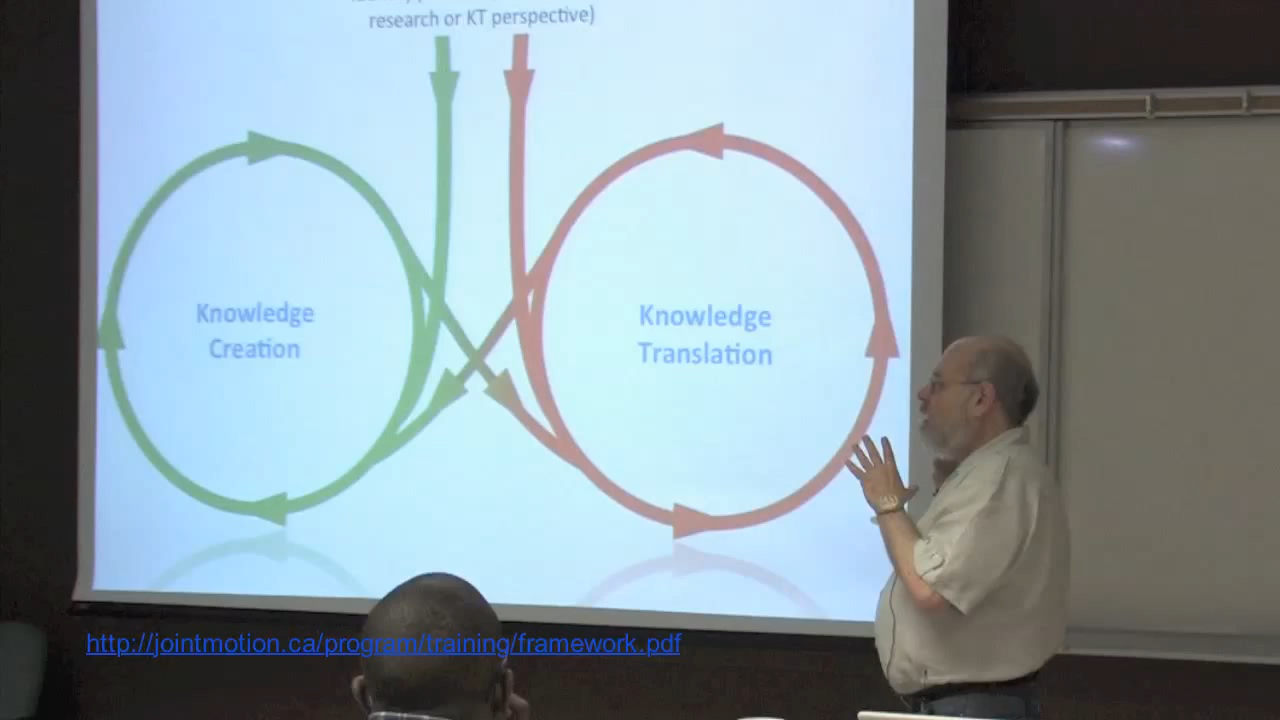 research or KT perspective)
Knowledge
Creation
Knowledge
Translation
http://jointmotion.ca/program/training/framework.pdf